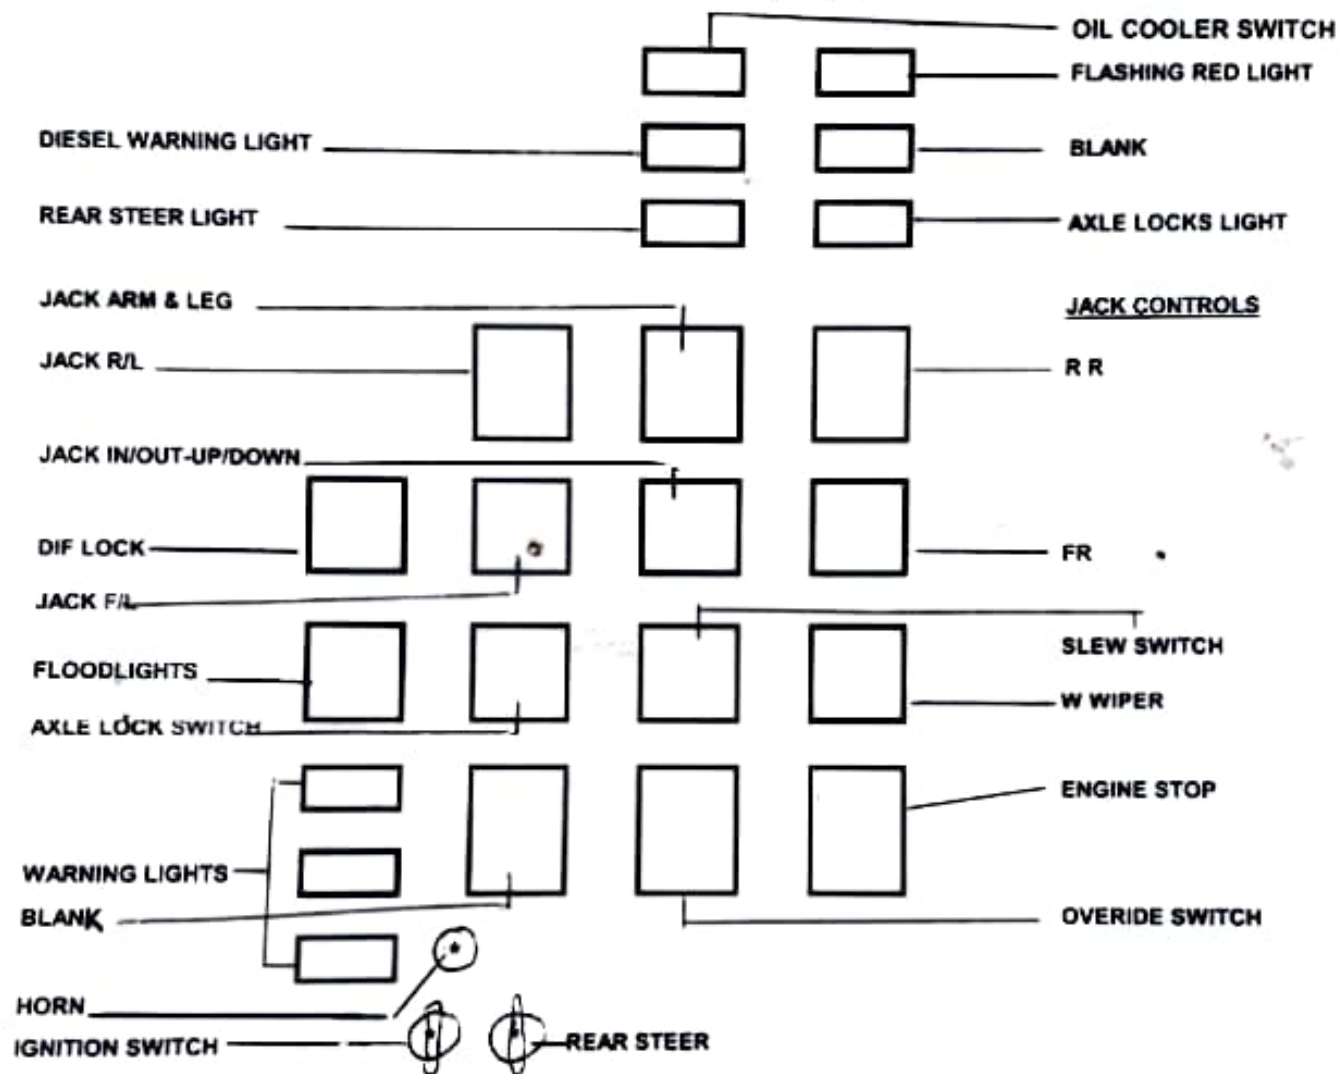 OIL COOLER SWITCH
FLASHING RED LIGHT
DIESEL WARNING LIGHT
BLANK
REAR STEER LIGHT
AXLE LOCKS LIGHT
JACK ARM & LEG
JACK CONTROLS
JACK R/L
R R
JACK IN/OUT-UP/DOWN
DIF LOCK
FR
JACK F/L
SLEW SWITCH
FLOODLIGHTS
W WIPER
AXLE LOCK SWITCH
ENGINE STOP
WARNING LIGHTS
BLANK
OVERIDE SWITCH
HORN
IGNITION SWITCH
REAR STEER